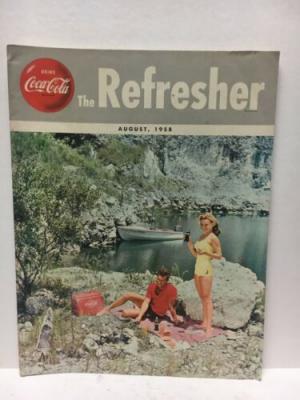 DRINK
Coca-Cola
The Refresher
AUGUST, 1958